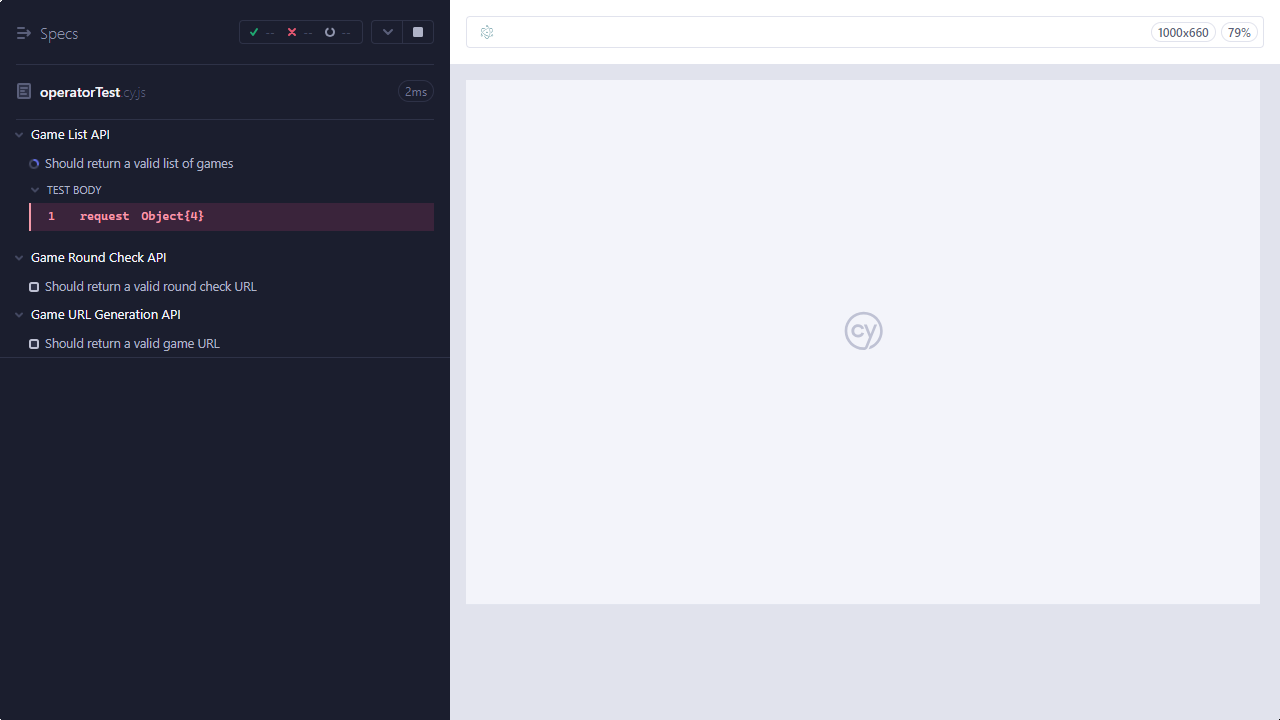 Specs
-- -- --
operatorTest.cy.js
2ms
Game List API
Should return a valid list of games
TEST BODY
1 request Object{4}
Game Round Check API
Should return a valid round check URL
Game URL Generation API
Should return a valid game URL
1000x660
79%
cy